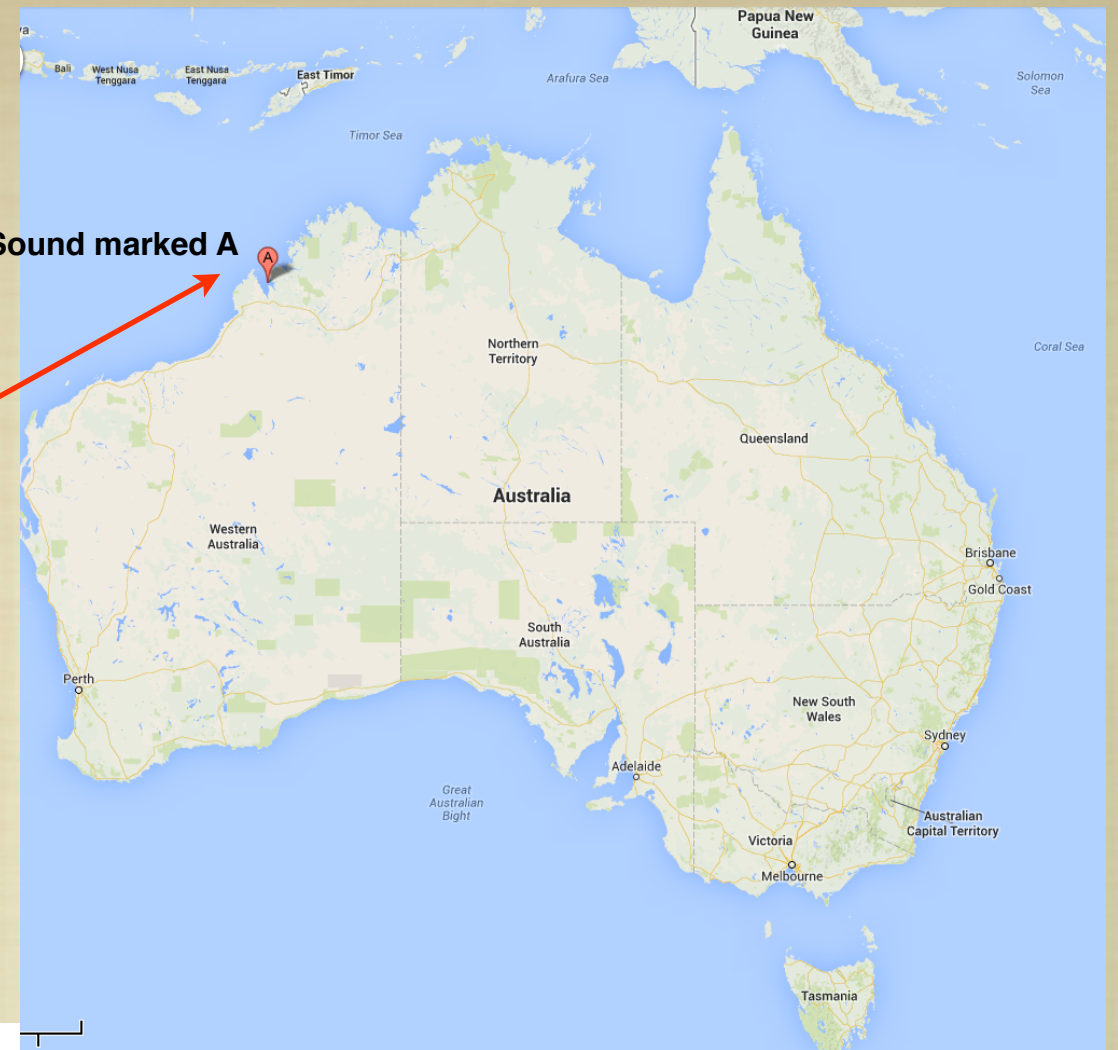 Papua New
Guinea
Bali
West Nusa
Tenggara
East Nusa
Tenggara
East Timor
Arafura Sea
Solomon
Sea
Timor Sea
Sound marked A
A
Coral Sea
Northern
Territory
Queensland
Australia
Western
Australia
Brisbane
Gold Coast
South
Australia
Perth
New South
Wales
Sydney
Adelaide
Great
Australian
Bight
Australian
Capital Territory
Victoria
Melbourne
Tasmania